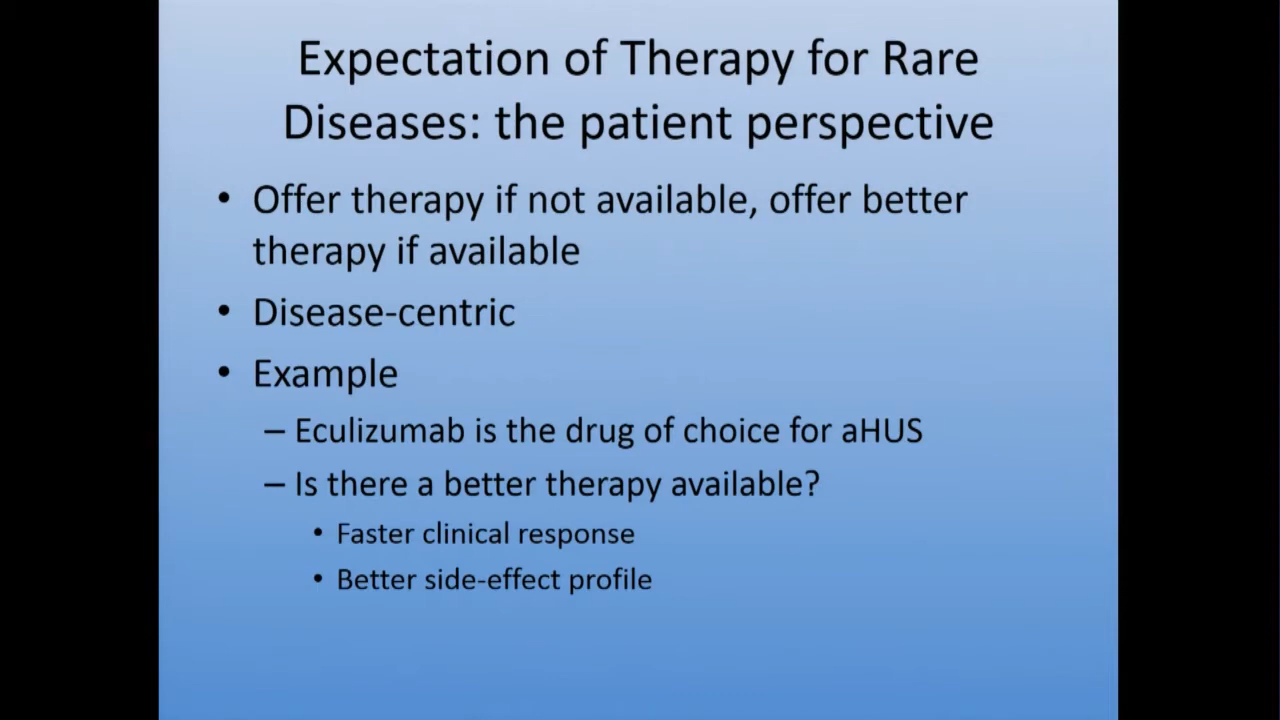 Expectation of Therapy for Rare
Diseases: the patient perspective
• Offer therapy if not available, offer better
therapy if available
• Disease-centric
• Example
– Eculizumab is the drug of choice for aHUS
– Is there a better therapy available?
• Faster clinical response
• Better side-effect profile